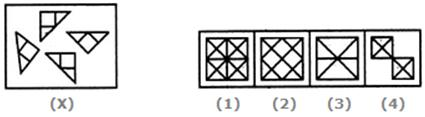 (X) (1) (2) (3) (4)